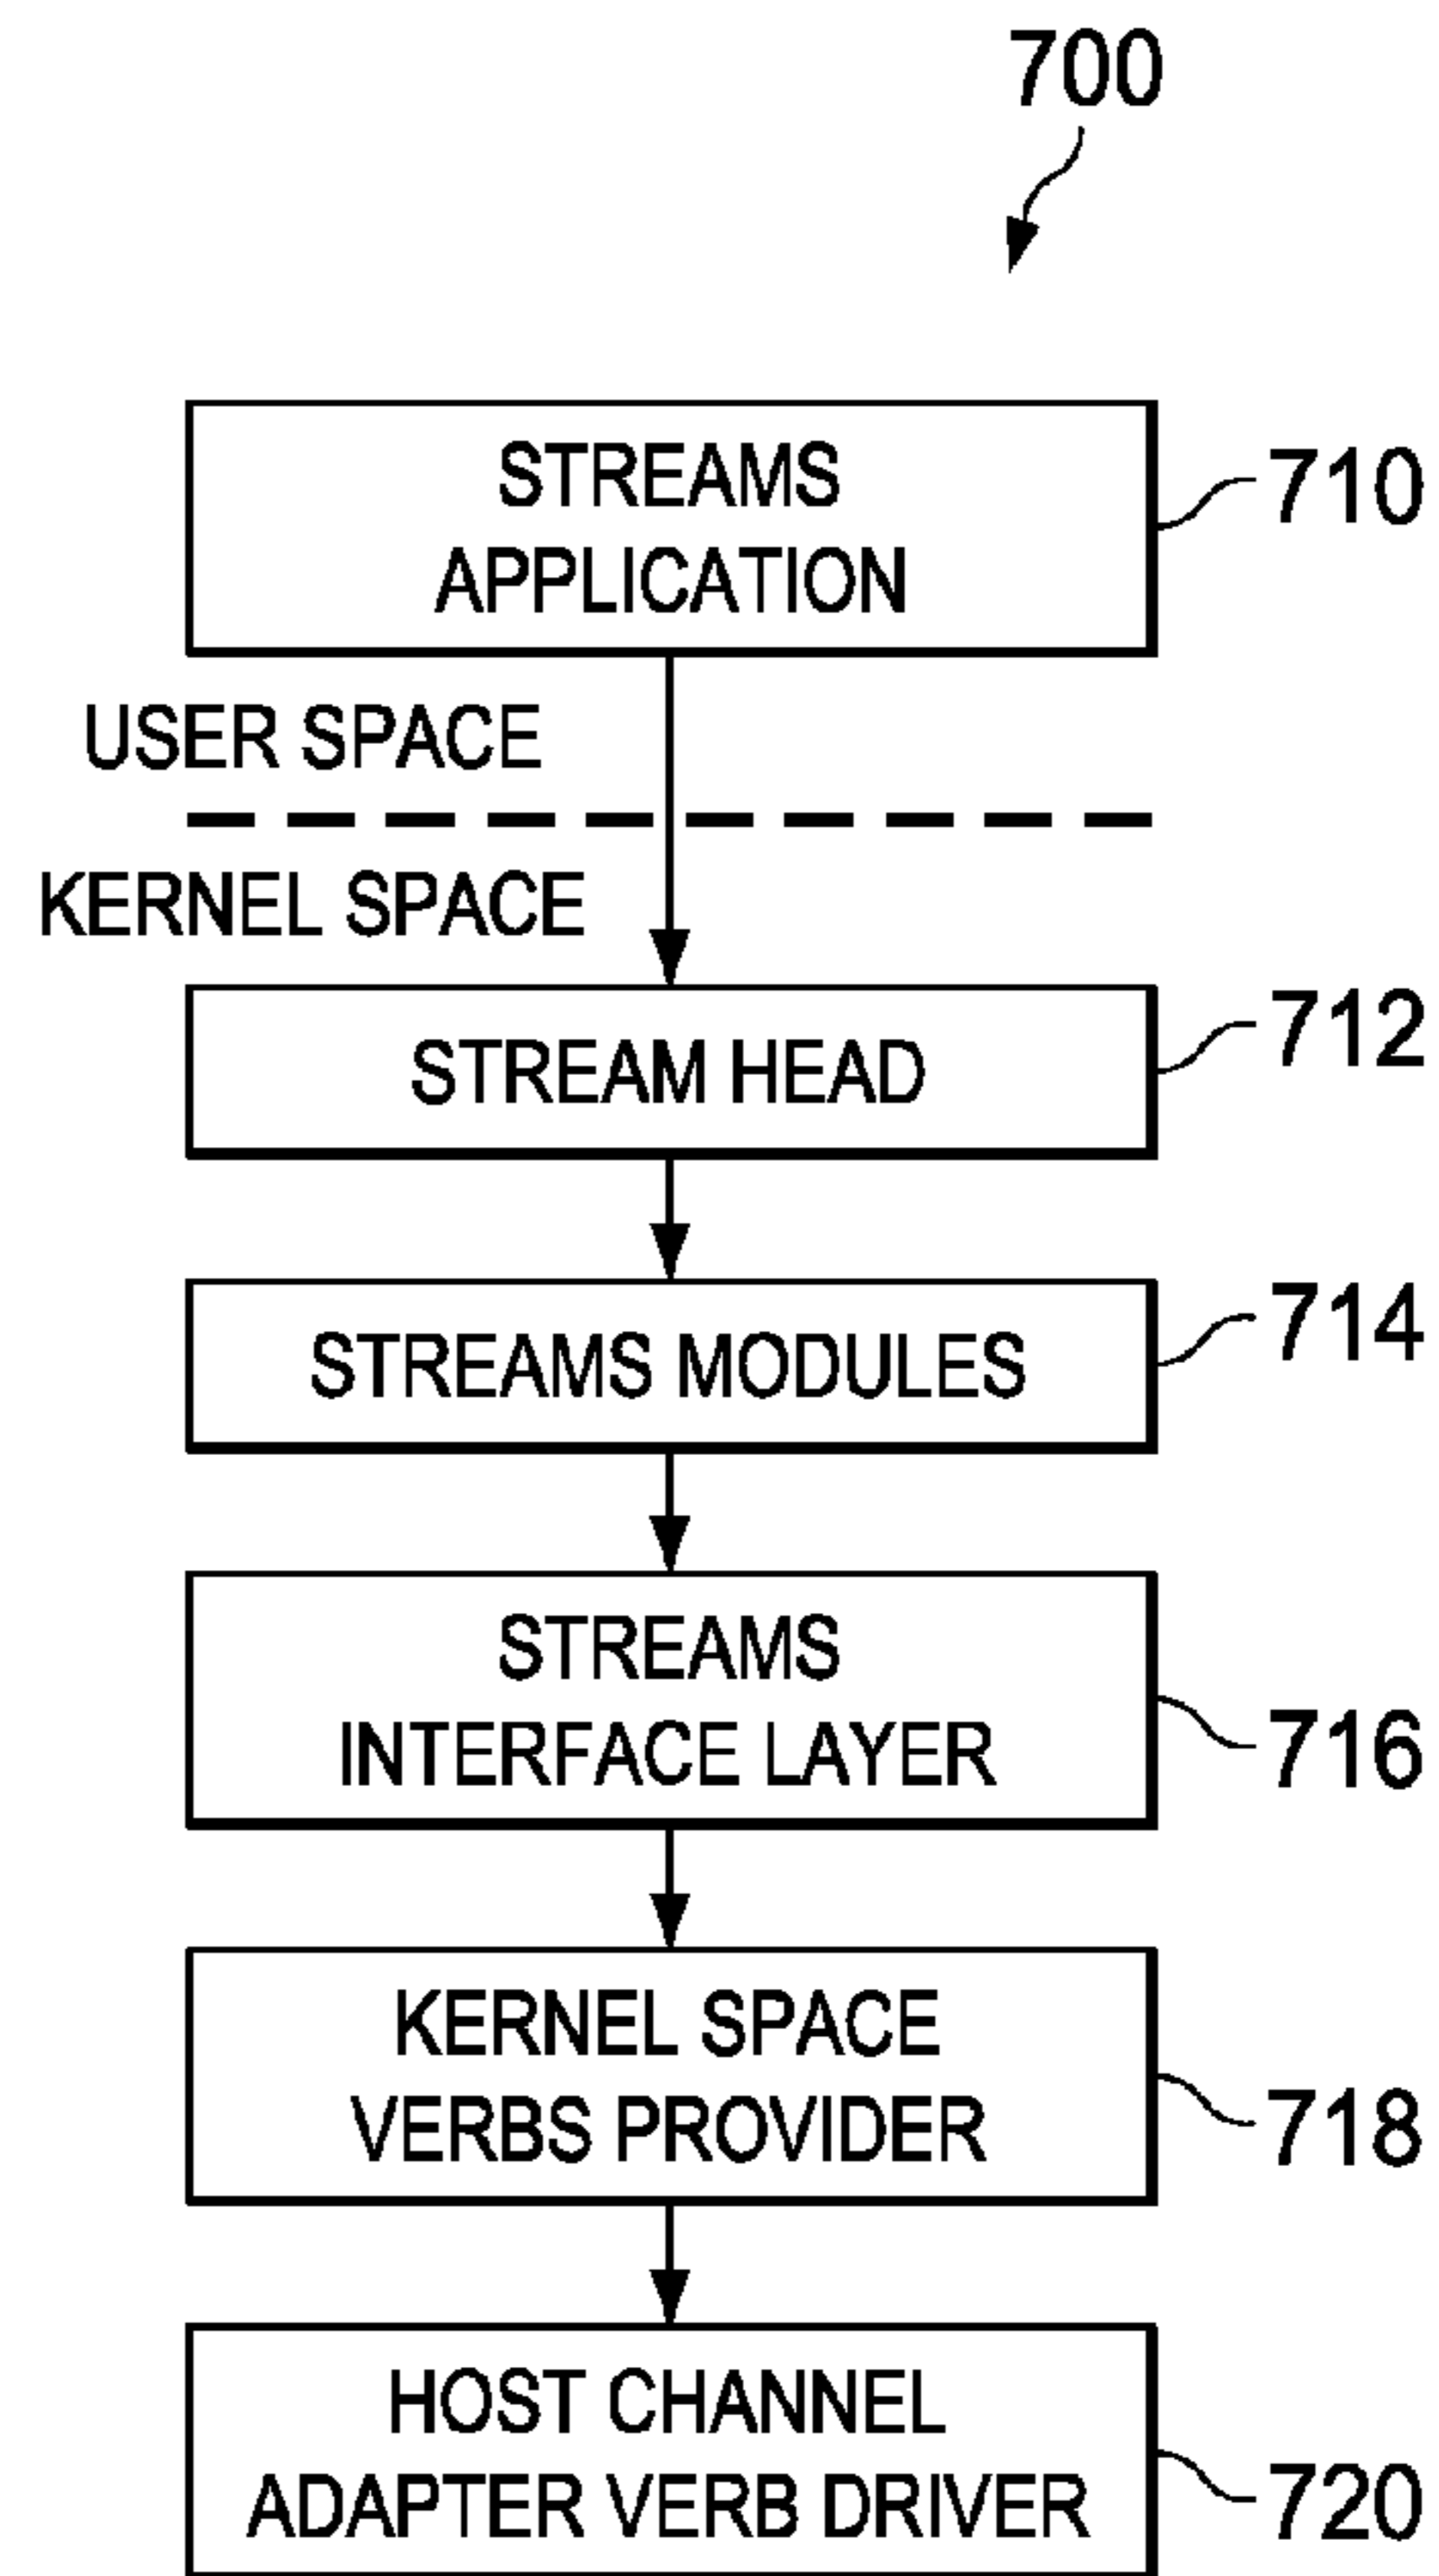 700
STREAMS
APPLICATION
710
USER SPACE
KERNEL SPACE
STREAM HEAD
712
STREAMS MODULES
714
STREAMS
INTERFACE LAYER
716
KERNEL SPACE
VERBS PROVIDER
718
HOST CHANNEL
ADAPTER VERB DRIVER
720